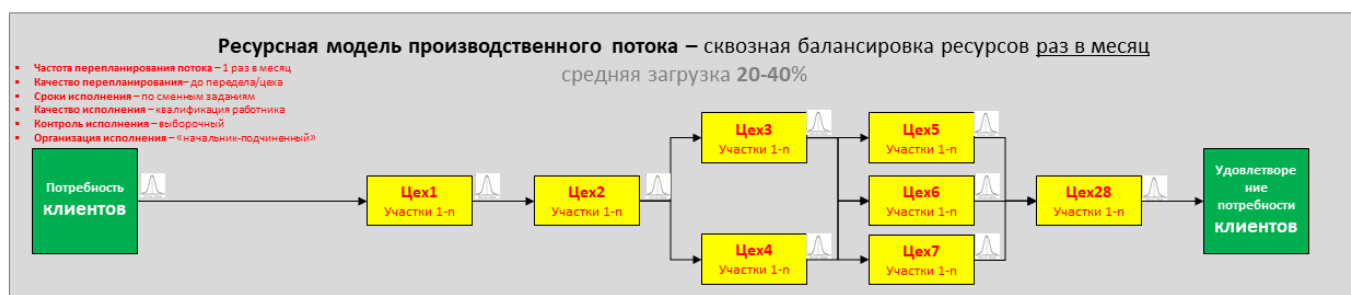 Ресурсная модель производственного потока – сквозная балансировка ресурсов раз в месяц
средняя загрузка 20-40%
Частота перепланирования потока – 1 раз в месяц
Качество перепланирования– до передела/цеха
Сроки исполнения – по сменным заданиям
Качество исполнения – квалификация работника
Контроль исполнения – выборочный
Организация исполнения – «начальник-подчиненный»
Потребность
клиентов
Цех1
Участки 1-n
Цех2
Участки 1-n
Цех3
Участки 1-n
Цех4
Участки 1-n
Цех5
Участки 1-n
Цех6
Участки 1-n
Цех7
Участки 1-n
Цех28
Участки 1-n
Удовлетворе
ние
потребности
клиентов